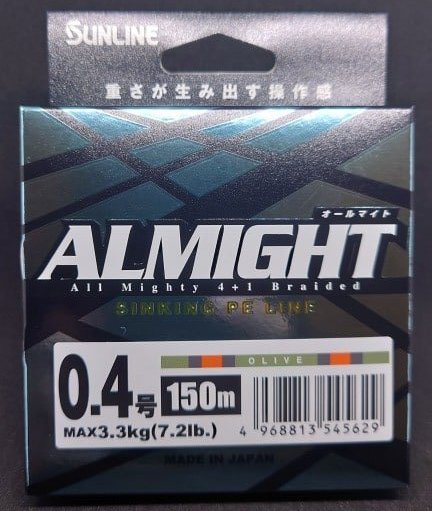 SUNLINE
重さが生み出す操作感
オールマイト
ALMIGHT
All Mighty 4+1 Braided
SINKING PE LINE
OLIVE
0.4号 150m
MAX3.3kg(7.2lb.)
4 968813 545629
MADE IN JAPAN